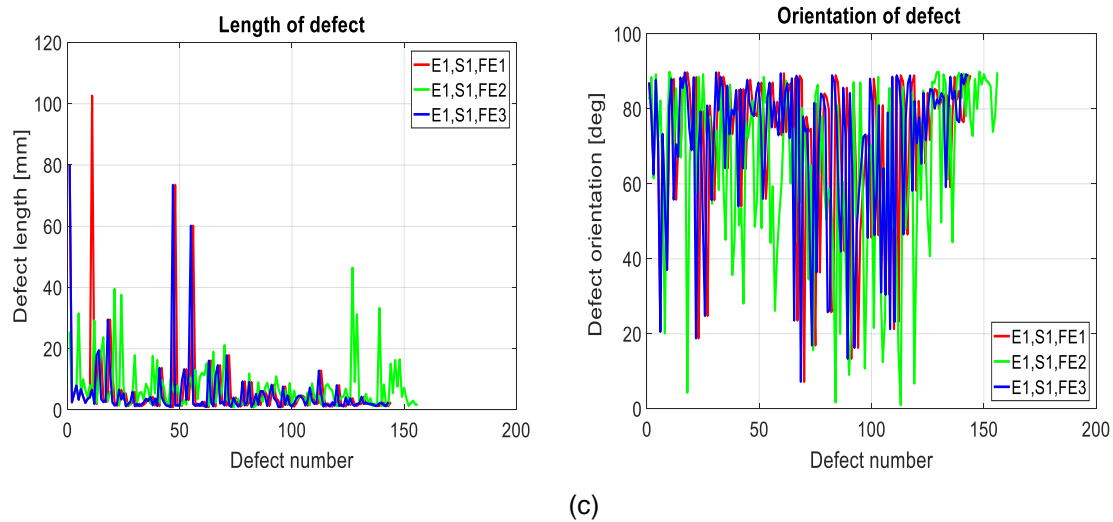 Length of defect
120
100
80
60
40
20
0
0 50 100 150 200
Defect length [mm]
Defect number
E1,S1,FE1
E1,S1,FE2
E1,S1,FE3
Orientation of defect
100
80
60
40
20
0
0 50 100 150 200
Defect orientation [deg]
Defect number
E1,S1,FE1
E1,S1,FE2
E1,S1,FE3
(c)